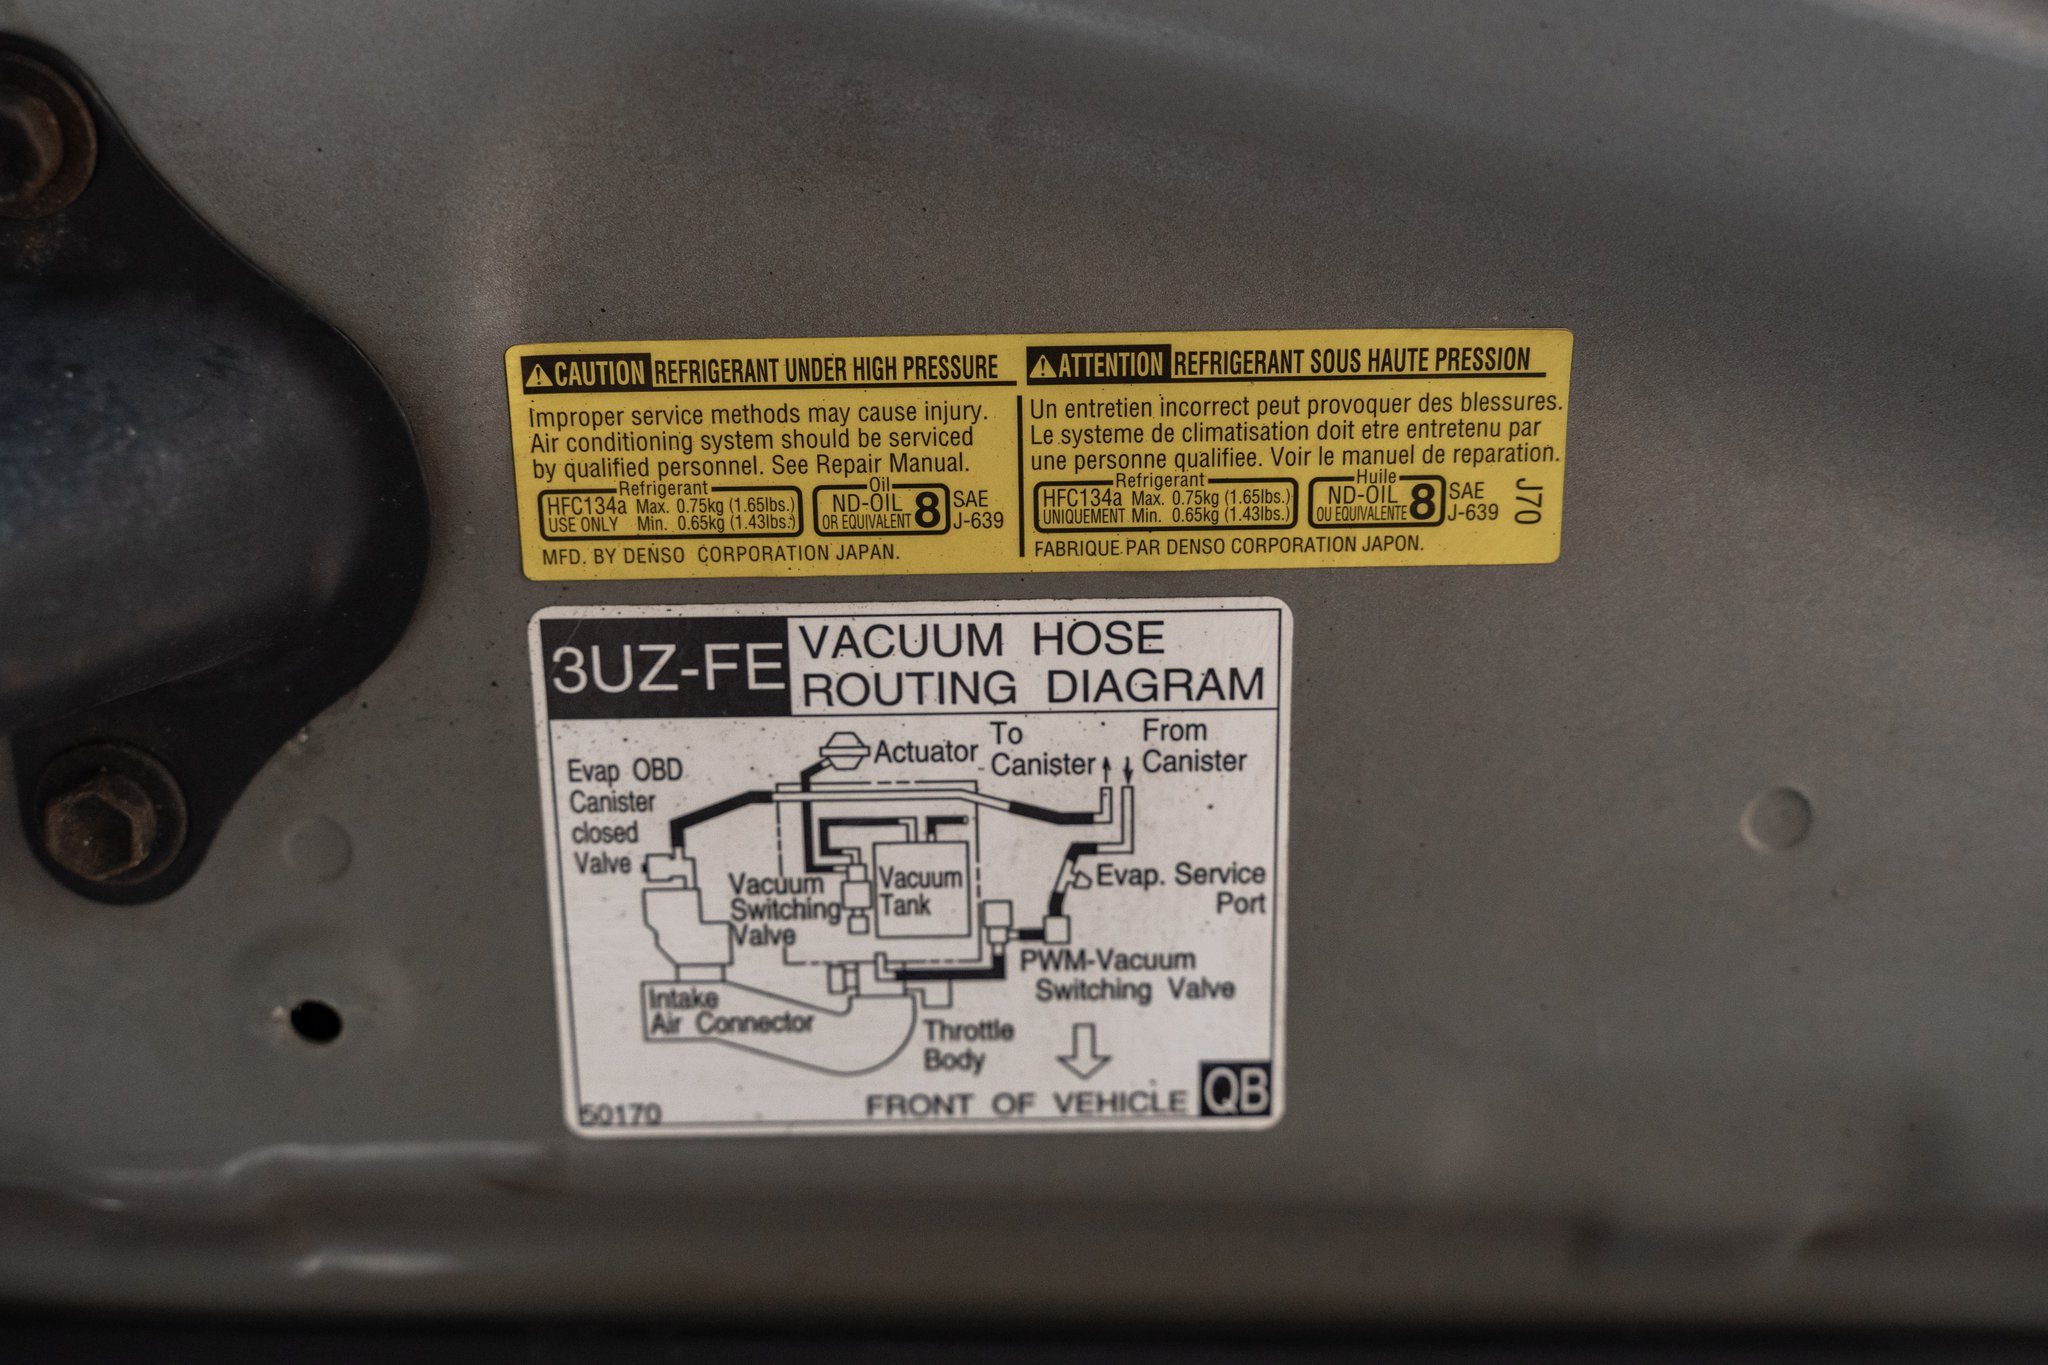 CAUTION REFRIGERANT UNDER HIGH PRESSURE
Improper service methods may cause injury.
Air conditioning system should be serviced
by qualified personnel. See Repair Manual.
Refrigerant
HFC134a Max. 0.75kg (1.65lbs.)
USE ONLY Min. 0.65kg (1.43lbs.)
Oil
ND-OIL 8
OR EQUIVALENT
SAE
J-639
MFD. BY DENSO CORPORATION JAPAN.
ATTENTION REFRIGERANT SOUS HAUTE PRESSION
Un entretien incorrect peut provoquer des blessures.
Le systeme de climatisation doit etre entretenu par
une personne qualifiee. Voir le manuel de reparation.
Refrigerant
HFC134a Max. 0.75kg (1.65lbs.)
UNIQUEMENT Min. 0.65kg (1.43lbs.)
Huile
ND-OIL 8
OU EQUIVALENTE
SAE
J-639
J70
FABRIQUE PAR DENSO CORPORATION JAPON.
3UZ-FE
VACUUM HOSE
ROUTING DIAGRAM
Actuator
To
Canister
From
Canister
Evap OBD
Canister
closed
Valve
Vacuum
Switching
Valve
Vacuum
Tank
Evap. Service
Port
PWM-Vacuum
Switching Valve
Intake
Air Connector
Throttle
Body
FRONT OF VEHICLE
QB
50170